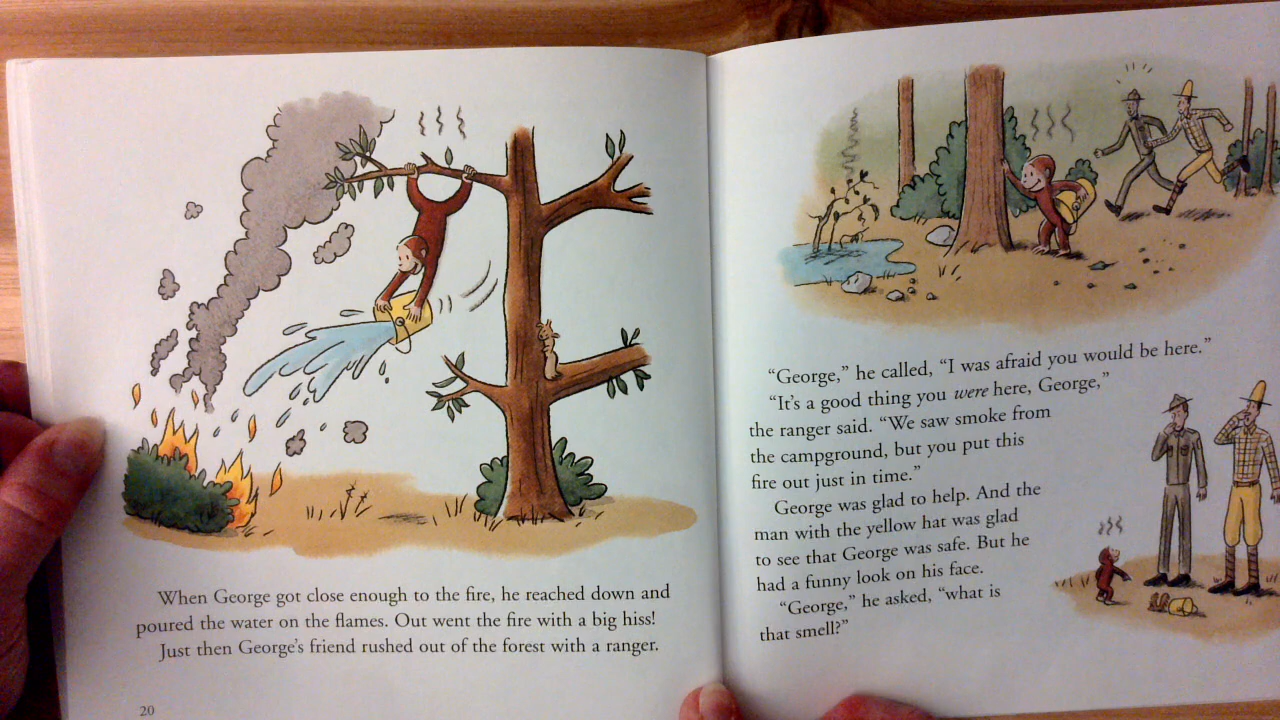 When George got close enough to the fire, he reached down and
poured the water on the flames. Out went the fire with a big hiss!
Just then George's friend rushed out of the forest with a ranger.
20
“George,” he called, “I was afraid you would be here.”
“It's a good thing you were here, George,”
the ranger said. “We saw smoke from
the campground, but you put this
fire out just in time.”
George was glad to help. And the
man with the yellow hat was glad
to see that George was safe. But he
had a funny look on his face.
“George,” he asked, “what is
that smell?”